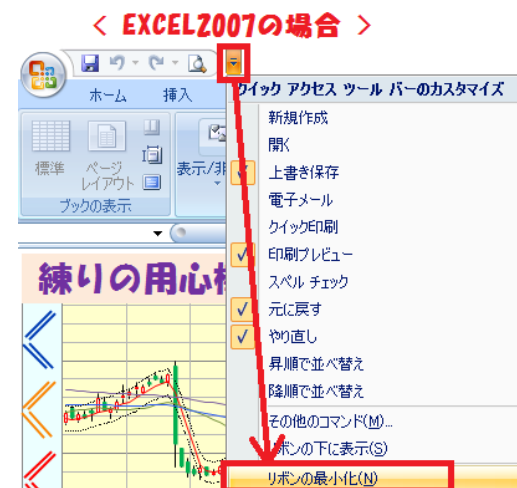 < EXCEL2007の場合 >
ホーム 挿入
クイック アクセス ツール バーのカスタマイズ
新規作成
開く
上書き保存
電子メール
クイック印刷
印刷プレビュー
スペル チェック
元に戻す
やり直し
昇順で並べ替え
降順で並べ替え
その他のコマンド(M)...
リボンの下に表示(S)
リボンの最小化(N)
標準
ページ
レイアウト
表示/非
ブックの表示
練りの用心